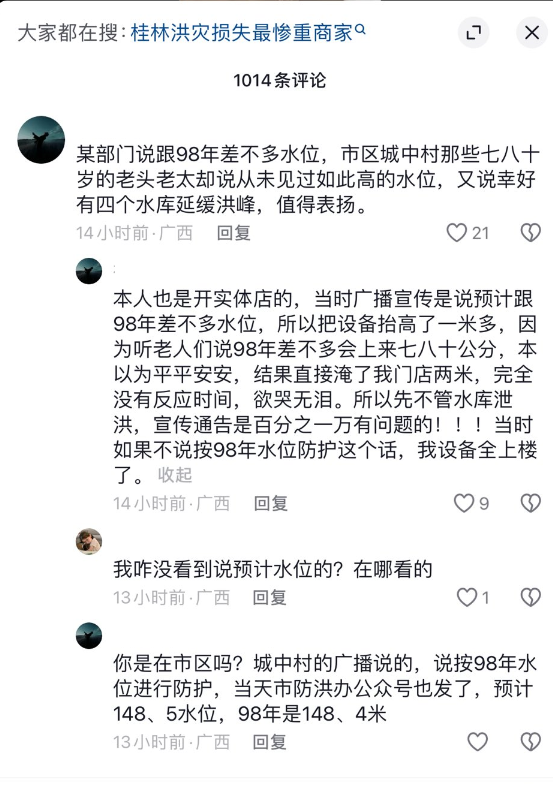 大家都在搜：桂林洪灾损失最惨重商家
1014条评论
某部门说跟98年差不多水位，市区城中村那些七八十
岁的老头老太却说从未见过如此高的水位，又说幸好
有四个水库延缓洪峰，值得表扬。
14小时前·广西 回复 21
本人也是开实体店的，当时广播宣传是说预计跟
98年差不多水位，所以把设备抬高了一米多，因
为听老人们说98年差不多会上来七八十公分，本
以为平平安安，结果直接淹了我门店两米，完全
没有反应时间，欲哭无泪。所以先不管水库泄
洪，宣传通告是百分之一万有问题的！！！当时
如果不说按98年水位防护这个话，我设备全上楼
了。 收起
14小时前·广西 回复 9
我咋没看到说预计水位的？在哪看的
13小时前·广西 回复 1
你是在市区吗？城中村的广播说的，说按98年水
位进行防护，当天市防洪办公众号也发了，预计
148、5水位，98年是148、4米
13小时前·广西 回复